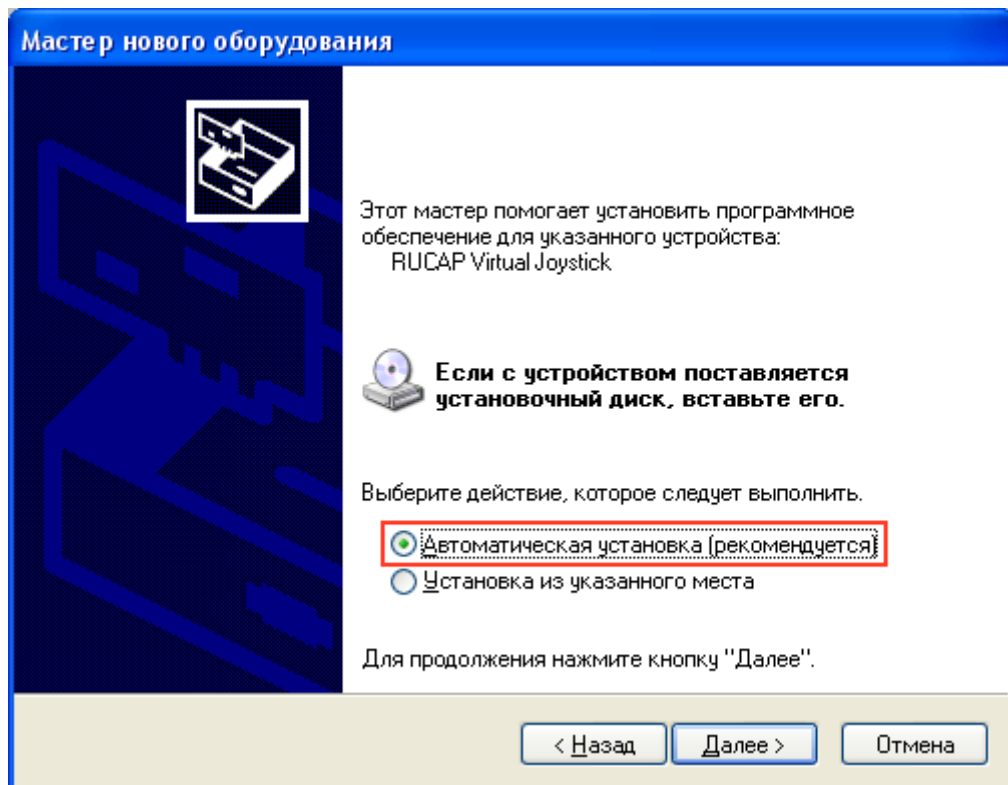 Мастер нового оборудования
Этот мастер помогает установить программное
обеспечение для указанного устройства:
RUCAP Virtual Joystick
Если с устройством поставляется
установочный диск, вставьте его.
Выберите действие, которое следует выполнить.
Автоматическая установка (рекомендуется)
Установка из указанного места
Для продолжения нажмите кнопку "Далее".
< Назад
Далее >
Отмена